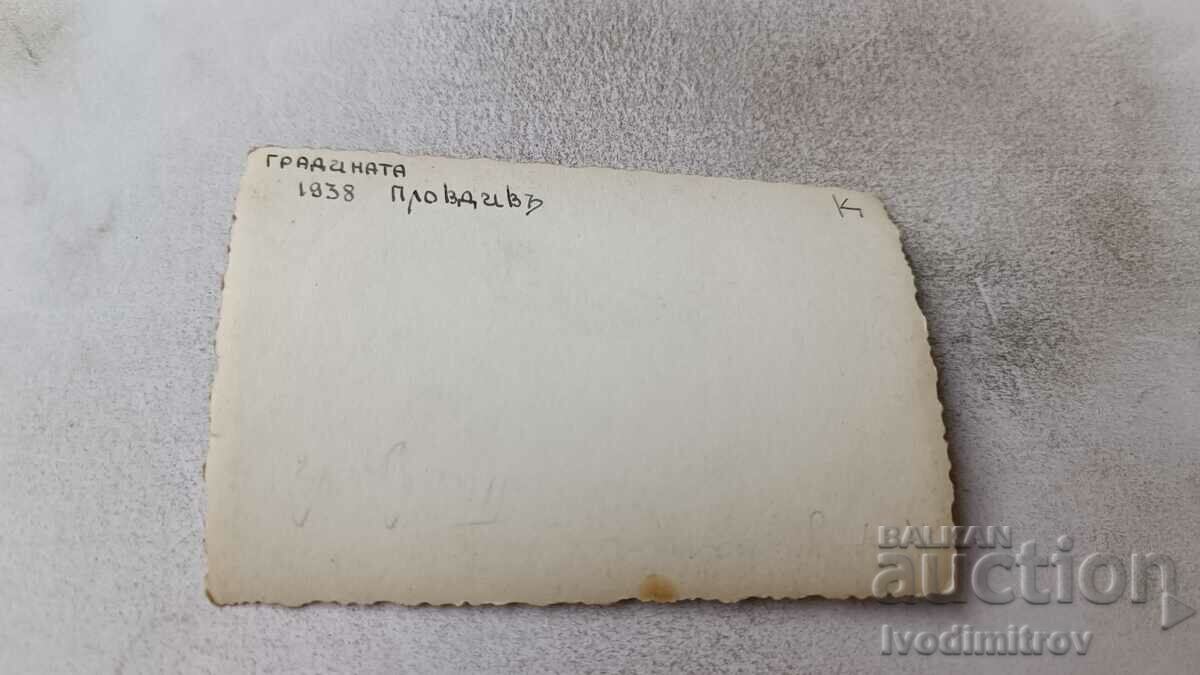 ГРАДИНАТА
1938 ПловдивЪ
K
BALKAN
auction
Ivodimitrov